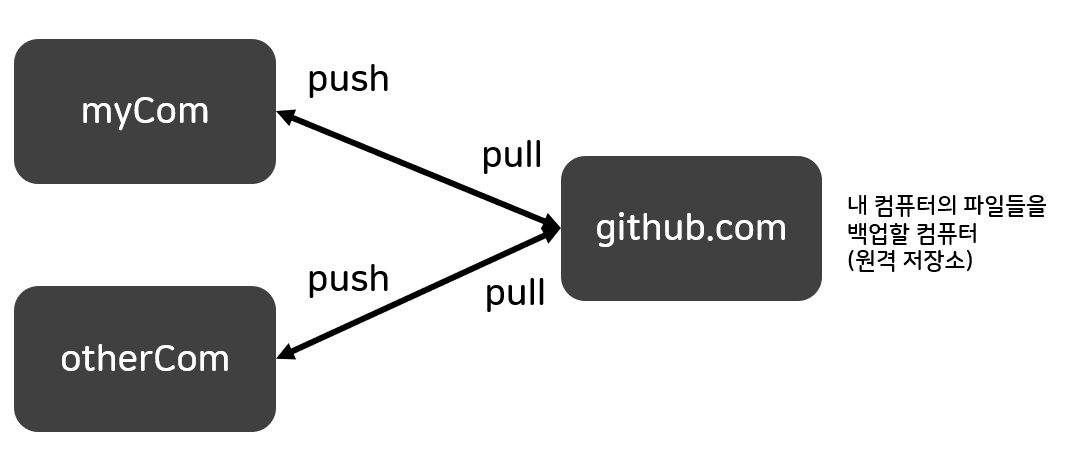 push
myCom
pull
github.com
내 컴퓨터의 파일들을
백업할 컴퓨터
(원격 저장소)
push
pull
otherCom